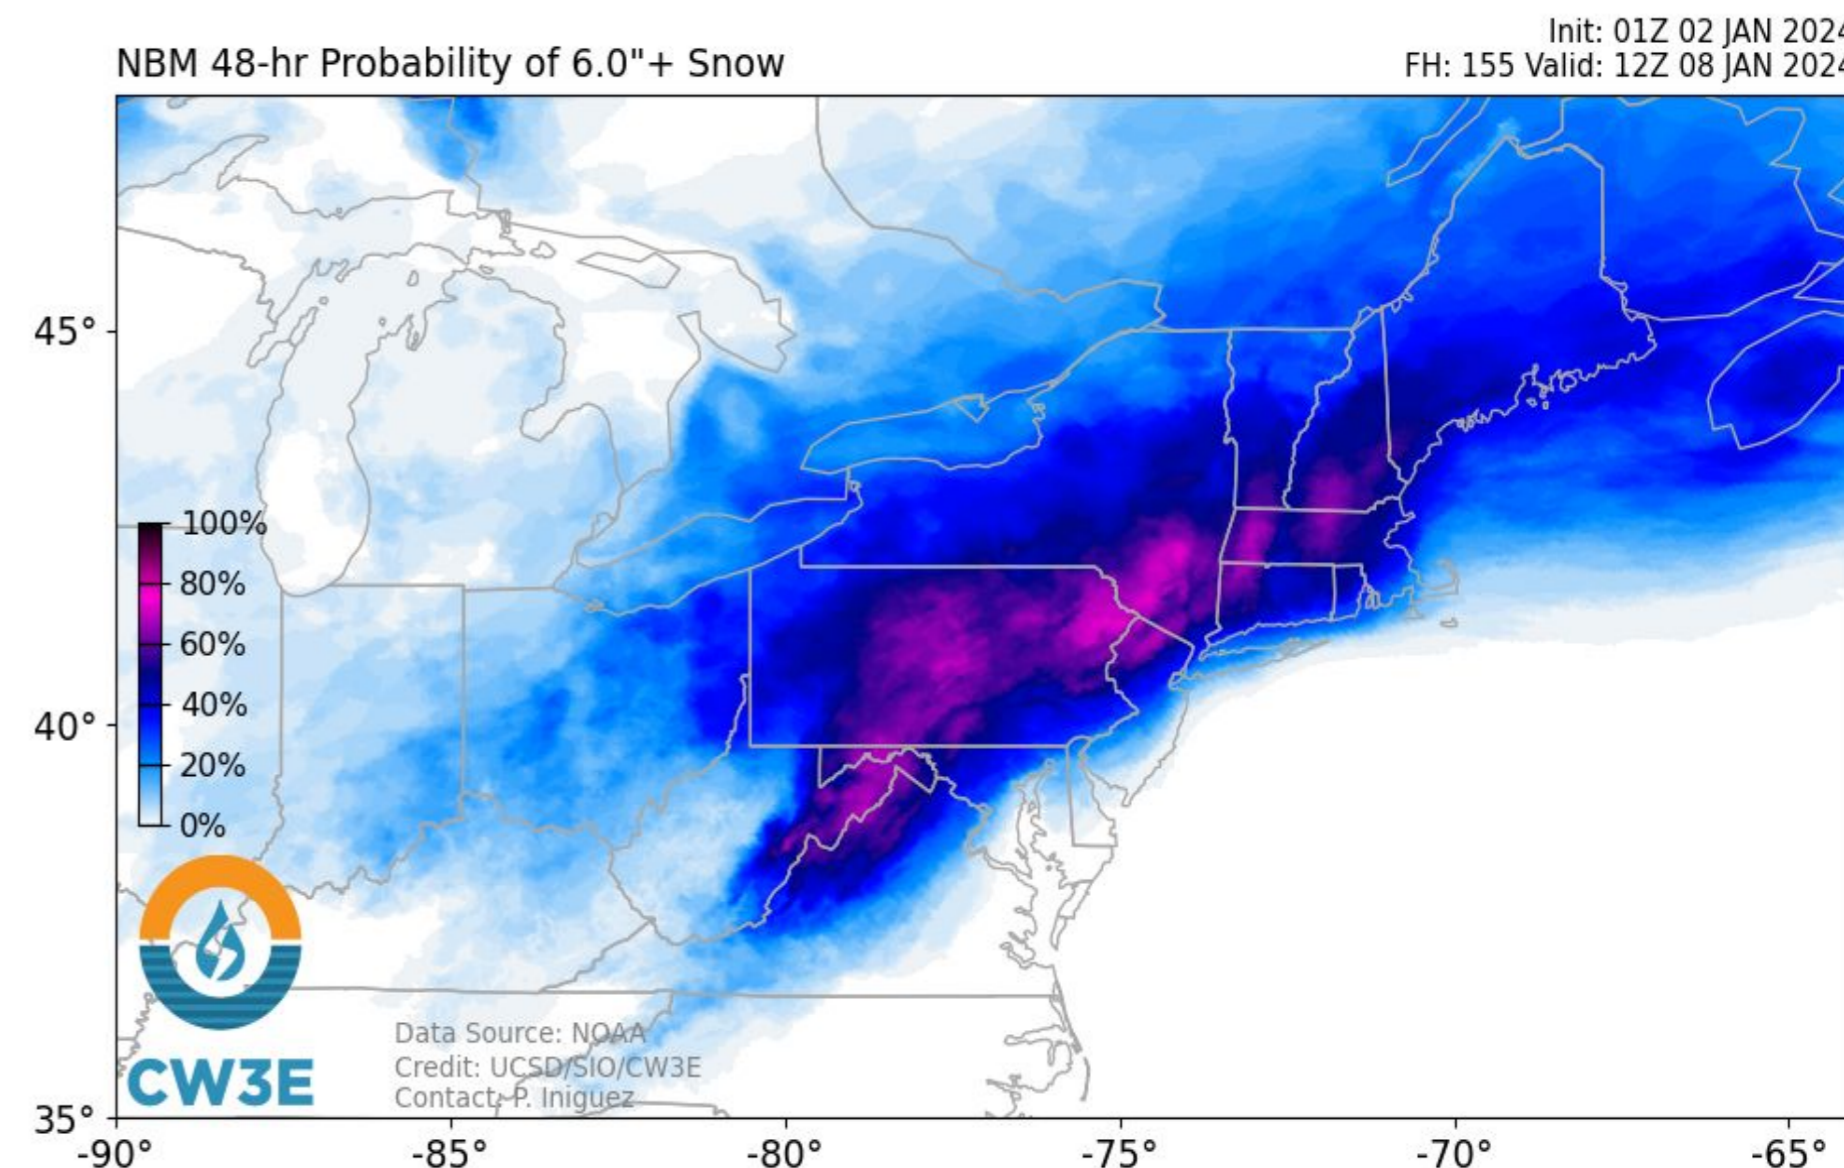 Init: 01Z 02 JAN 2024
NBM 48-hr Probability of 6.0"+ Snow
FH: 155 Valid: 12Z 08 JAN 2024
45°
100%
80%
60%
40%
40°
20%
0%
Data Source: NOAA
Credit: UCSD/SIO/CW3E
CW3E
Contact: P. Iniguez
35°
-90°
-85°
-80°
-75°
-70°
-65°